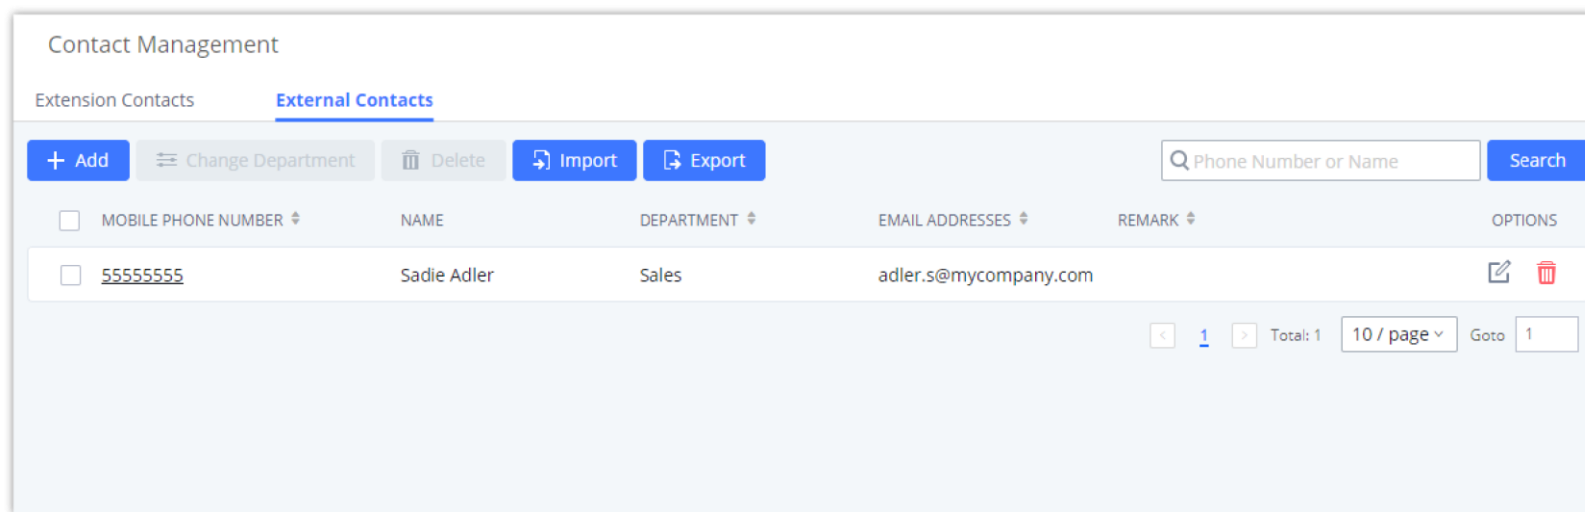 Contact Management
Extension Contacts External Contacts
Add Change Department Delete Import Export Phone Number or Name Search
MOBILE PHONE NUMBER NAME DEPARTMENT EMAIL ADDRESSES REMARK OPTIONS
55555555 Sadie Adler Sales adler.s@mycompany.com
< 1 > Total: 1 10 / page Goto 1